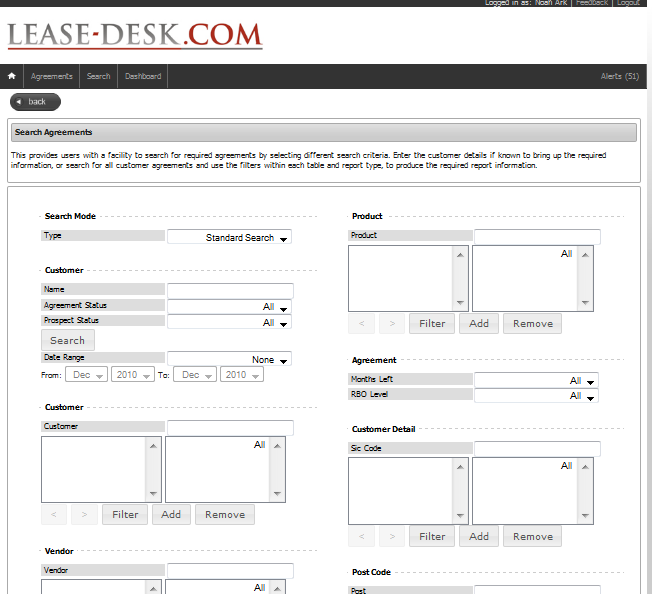 Logged in as: Noah Ark | Feedback | Logout
LEASE-DESK.COM
Agreements Search Dashboard Alerts (51)
back
Search Agreements
This provides users with a facility to search for required agreements by selecting different search criteria. Enter the customer details if known to bring up the required
information, or search for all customer agreements and use the filters within each table and report type, to produce the required report information.
Search Mode
Type Standard Search
Customer
Name
Agreement Status All
Prospect Status All
Search
Date Range None
From: Dec 2010 To: Dec 2010
Customer
Customer
All
< > Filter Add Remove
Vendor
Vendor
All
Product
Product
All
< > Filter Add Remove
Agreement
Months Left All
RBO Level All
Customer Detail
Sic Code
All
< > Filter Add Remove
Post Code
Post
All